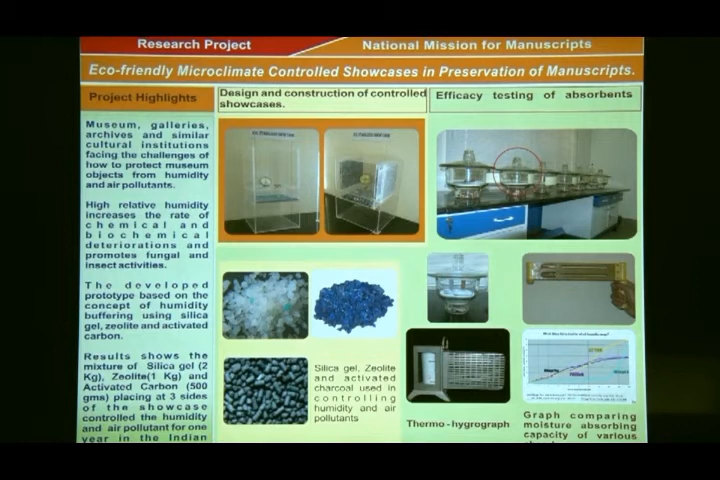 Research Project
National Mission for Manuscripts
Eco-friendly Microclimate Controlled Showcases in Preservation of Manuscripts.
Project Highlights
Museum, galleries,
archives and similar
cultural institutions
facing the challenges of
how to protect museum
objects from humidity
and air pollutants.
High relative humidity
increases the rate of
chemical and
biochemical
deteriorations and
promotes fungal and
insect activities.
The developed
prototype based on the
concept of humidity
buffering using silica
gel, zeolite and activated
carbon.
Results shows the
mixture of Silica gel (2
Kg), Zeolite(1 Kg) and
Activated Carbon (500
gms) placing at 3 sides
of the showcase
controlled the humidity
and air pollutant for one
year in the Indian
Design and construction of controlled
showcases.
Silica gel, Zeolite
and activated
charcoal used in
controlling
humidity and air
pollutants
Efficacy testing of absorbents
Thermo - hygrograph
Graph comparing
moisture absorbing
capacity of various